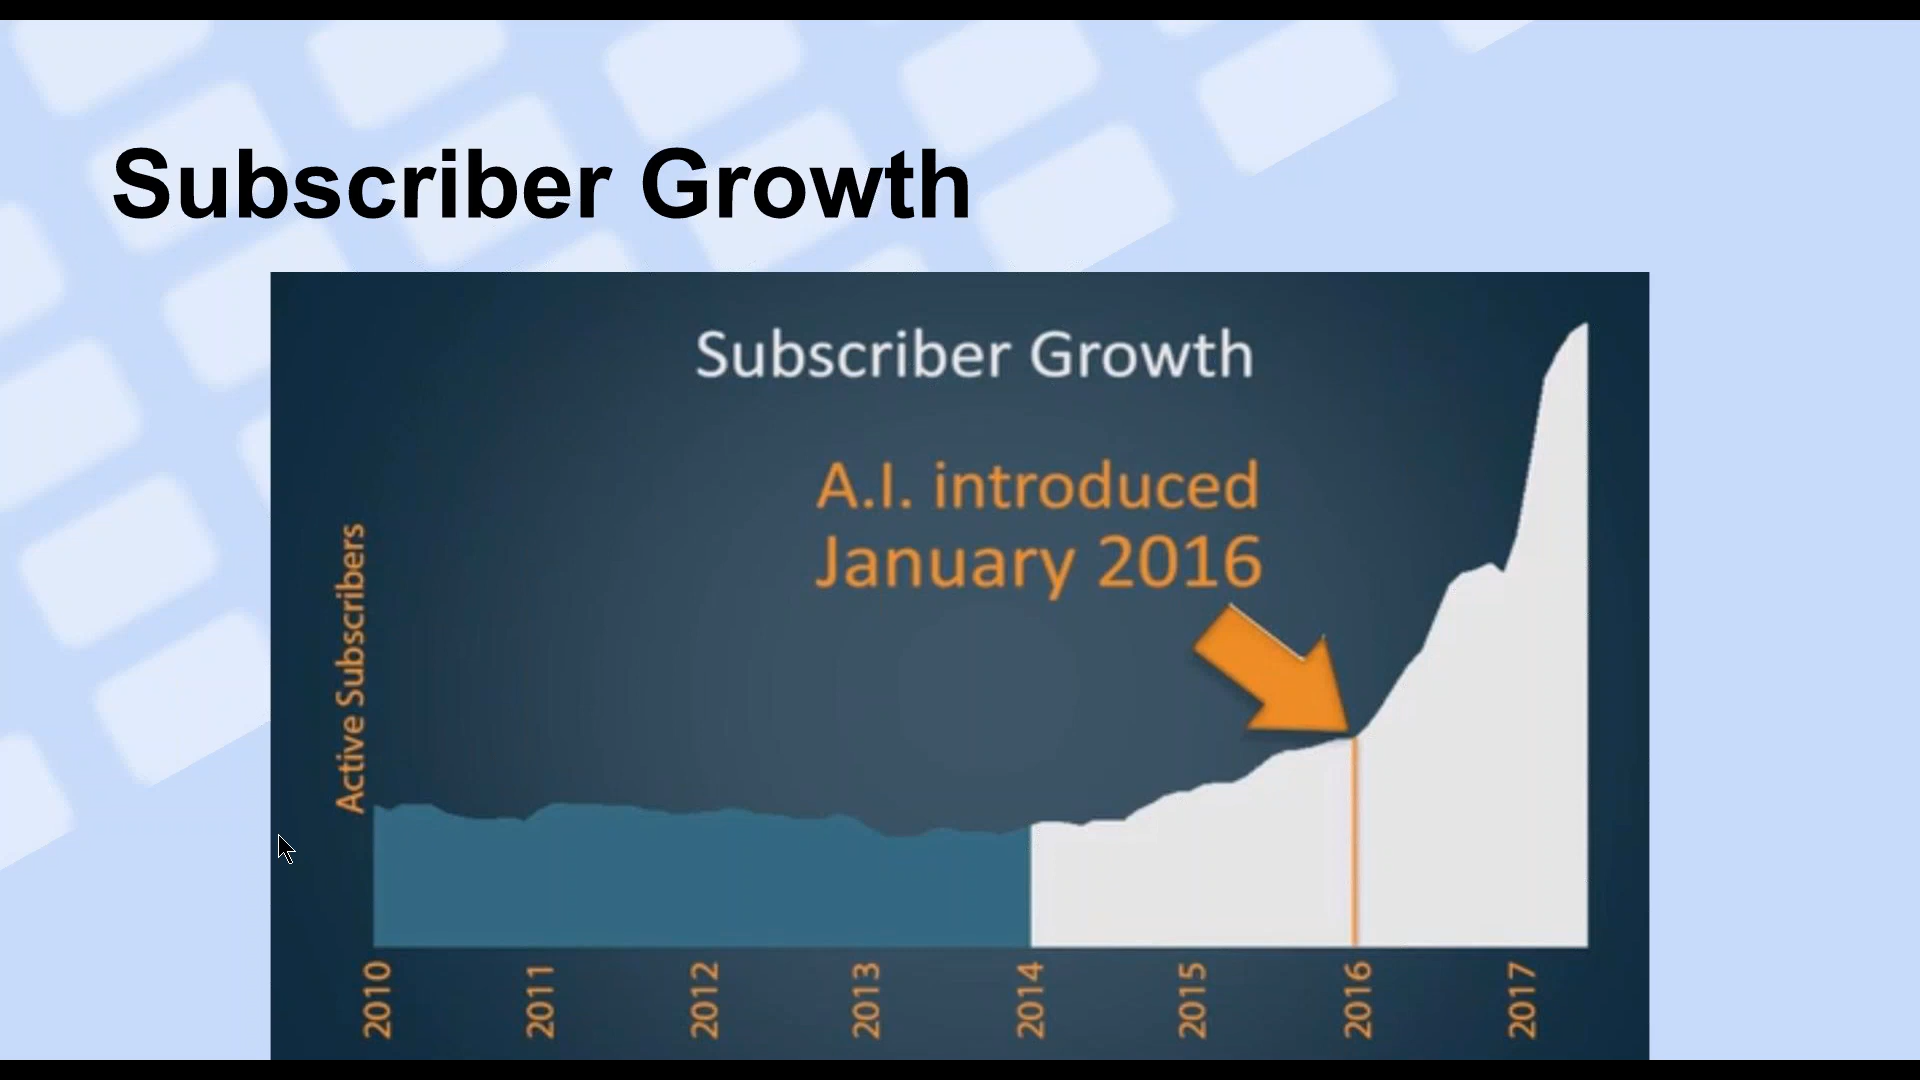 Subscriber Growth
Subscriber Growth
A.I. introduced
January 2016
Active Subscribers
2010
2011
2012
2013
2014
2015
2016
2017